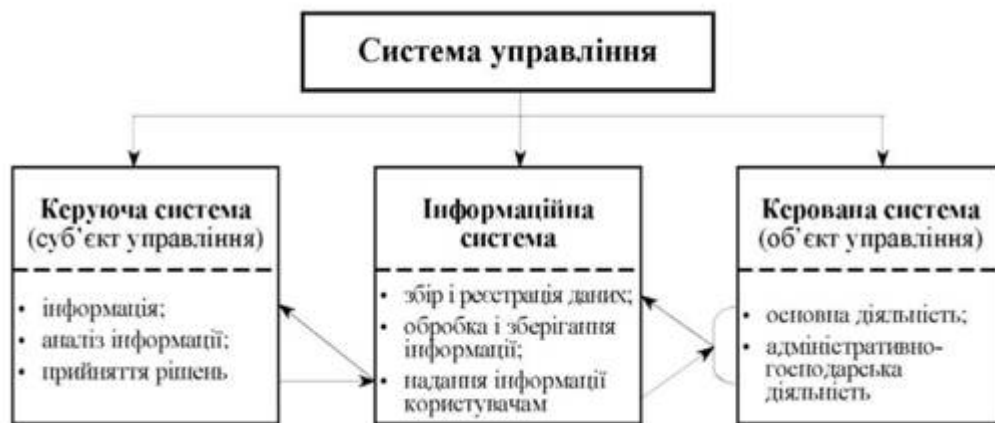 Система управління
Керуюча система
(суб’єкт управління)
• інформація;
• аналіз інформації;
• прийняття рішень
Інформаційна
система
• збір і реєстрація даних;
• обробка і зберігання
інформації;
• надання інформації
користувачам
Керована система
(об’єкт управління)
• основна діяльність;
• адміністративно-
господарська
діяльність